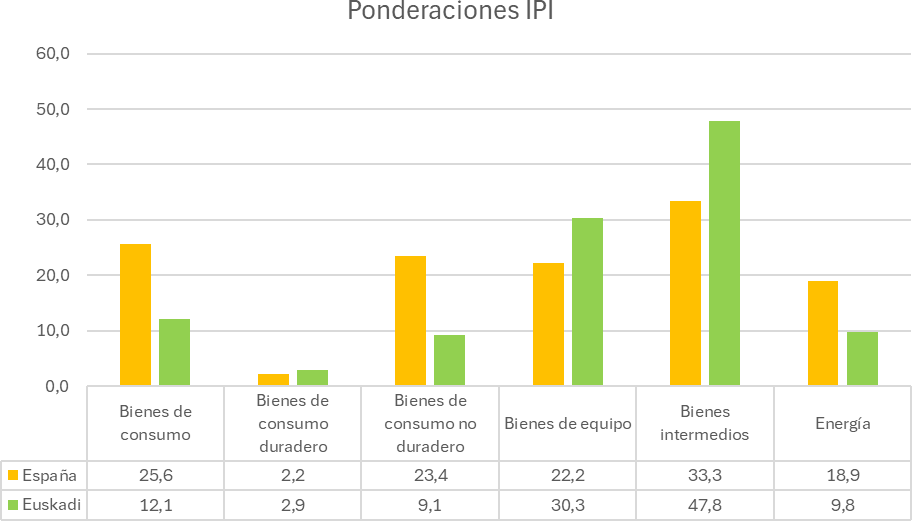 Ponderaciones IPI
60,0
50,0
40,0
30,0
20,0
10,0
0,0
Bienes de
consumo
Bienes de
consumo
duradero
Bienes de
consumo no
duradero
Bienes de equipo
Bienes
intermedios
Energía
España 25,6 2,2 23,4 22,2 33,3 18,9
Euskadi 12,1 2,9 9,1 30,3 47,8 9,8